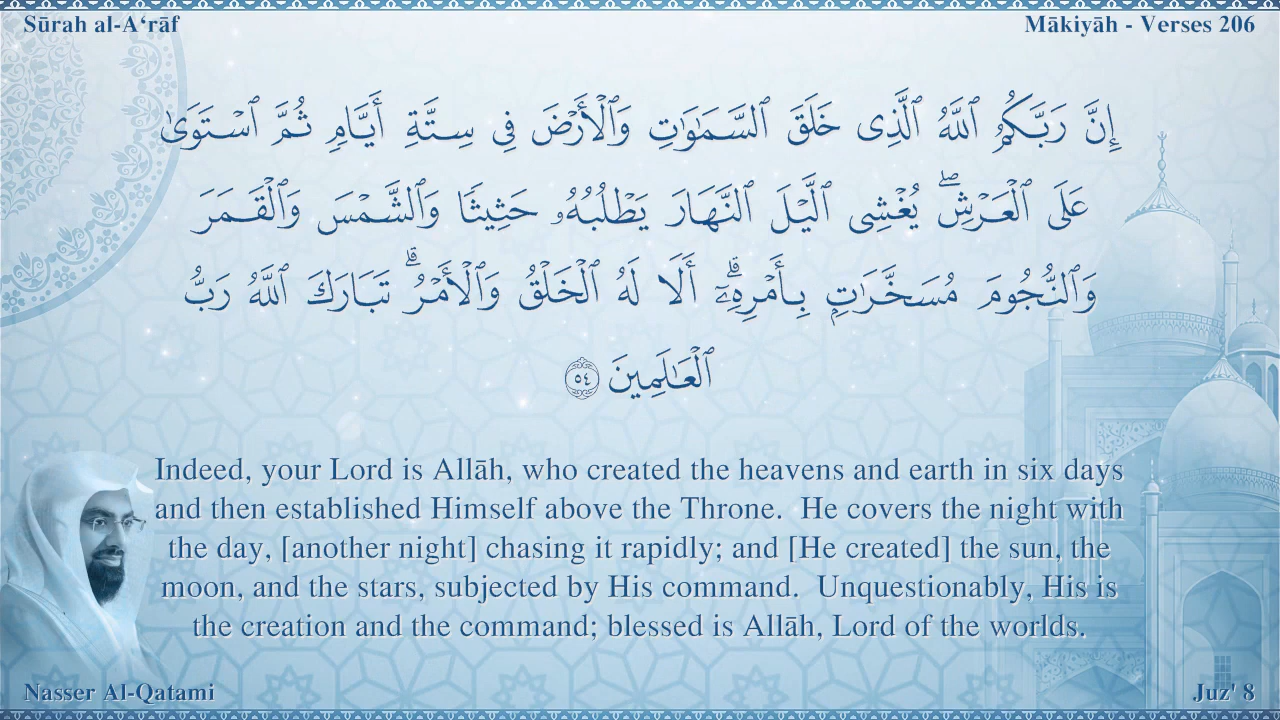 Sūrah al-A‘rāf
Mākiyāh - Verses 206
إِنَّ رَبَّكُمُ ٱللَّهُ ٱلَّذِى خَلَقَ ٱلسَّمَـٰوَٰتِ وَٱلْأَرْضَ فِى سِتَّةِ أَيَّامٍ ثُمَّ ٱسْتَوَىٰ
عَلَى ٱلْعَرْشِ ۖ يُغْشِى ٱلَّيْلَ ٱلنَّهَارَ يَطْلُبُهُۥ حَثِيثًا وَٱلشَّمْسَ وَٱلْقَمَرَ
وَٱلنُّجُومَ مُسَخَّرَٰتٍۭ بِأَمْرِهِۦٓ ۗ أَلَا لَهُ ٱلْخَلْقُ وَٱلْأَمْرُ ۗ تَبَارَكَ ٱللَّهُ رَبُّ
ٱلْعَـٰلَمِينَ ٥٤
Indeed, your Lord is Allāh, who created the heavens and earth in six days
and then established Himself above the Throne. He covers the night with
the day, [another night] chasing it rapidly; and [He created] the sun, the
moon, and the stars, subjected by His command. Unquestionably, His is
the creation and the command; blessed is Allāh, Lord of the worlds.
Nasser Al-Qatami
Juz' 8